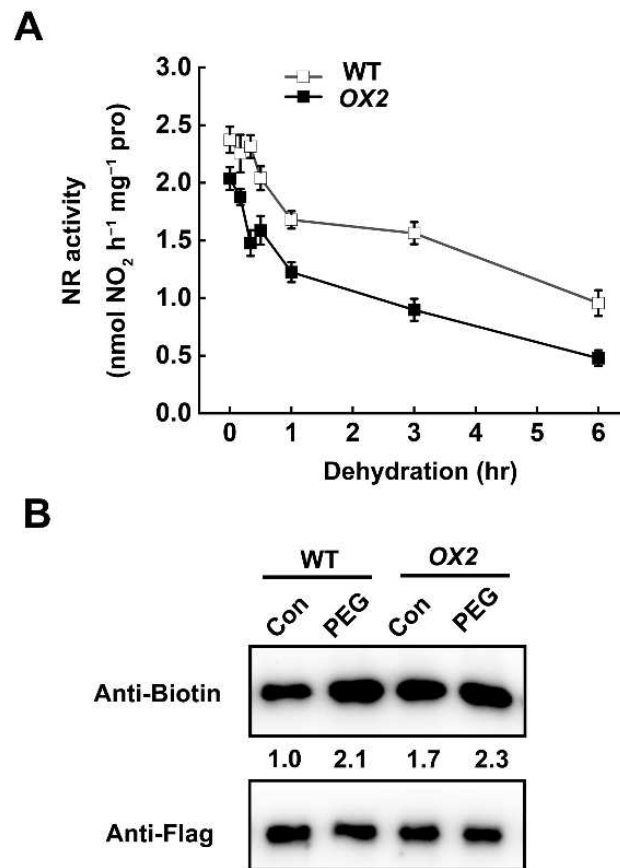 A
WT
OX2
NR activity
(nmol NO₂ h⁻¹ mg⁻¹ pro)
3.0
2.5
2.0
1.5
1.0
0.5
0.0
0 1 2 3 4 5 6
Dehydration (hr)
B
WT OX2
Con PEG Con PEG
Anti-Biotin
1.0 2.1 1.7 2.3
Anti-Flag